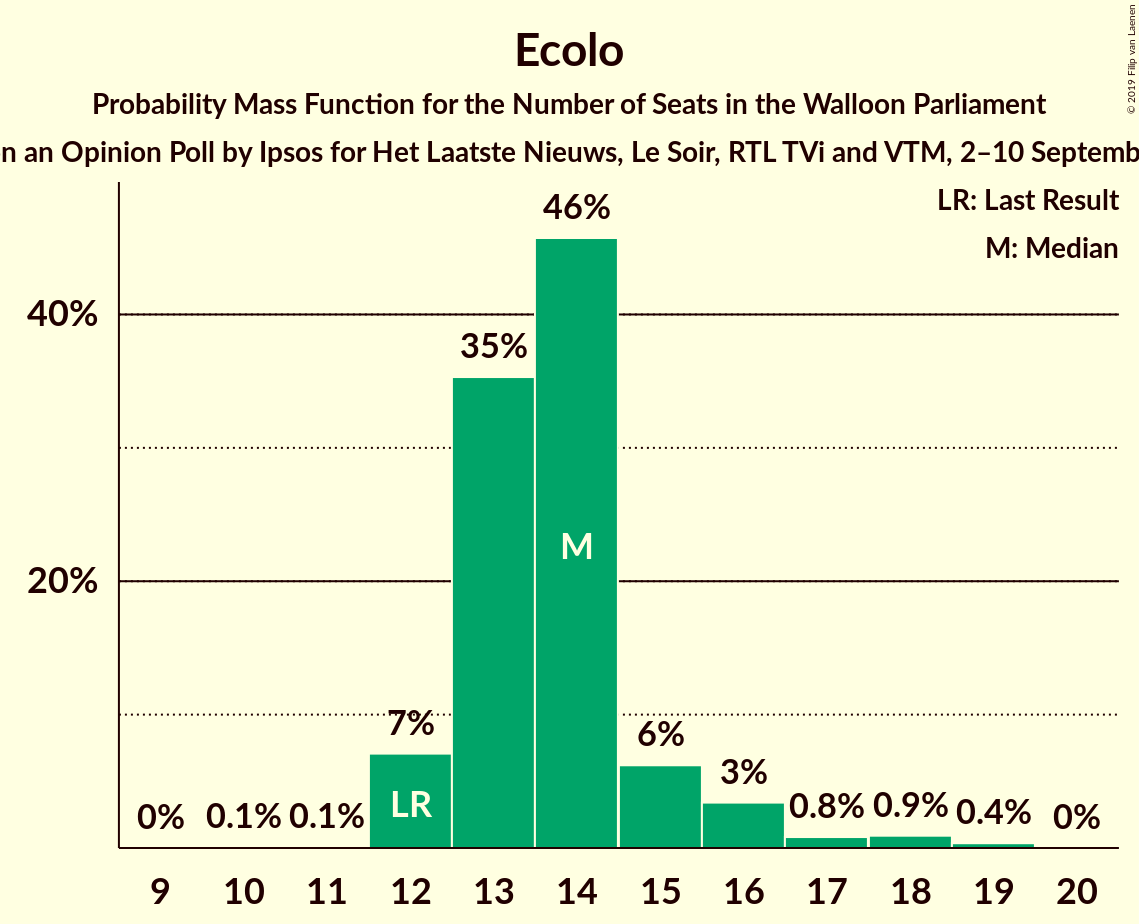 Ecolo
Probability Mass Function for the Number of Seats in the Walloon Parliament
an Opinion Poll by Ipsos for Het Laatste Nieuws, Le Soir, RTL TVi and VTM, 2–10
© 2019 Filip van Laenen
LR: Last Result
M: Median
40%
20%
0% 0.1% 0.1% 7% 35% 46% 6% 3% 0.8% 0.9% 0.4% 0%
LR M
9 10 11 12 13 14 15 16 17 18 19 20